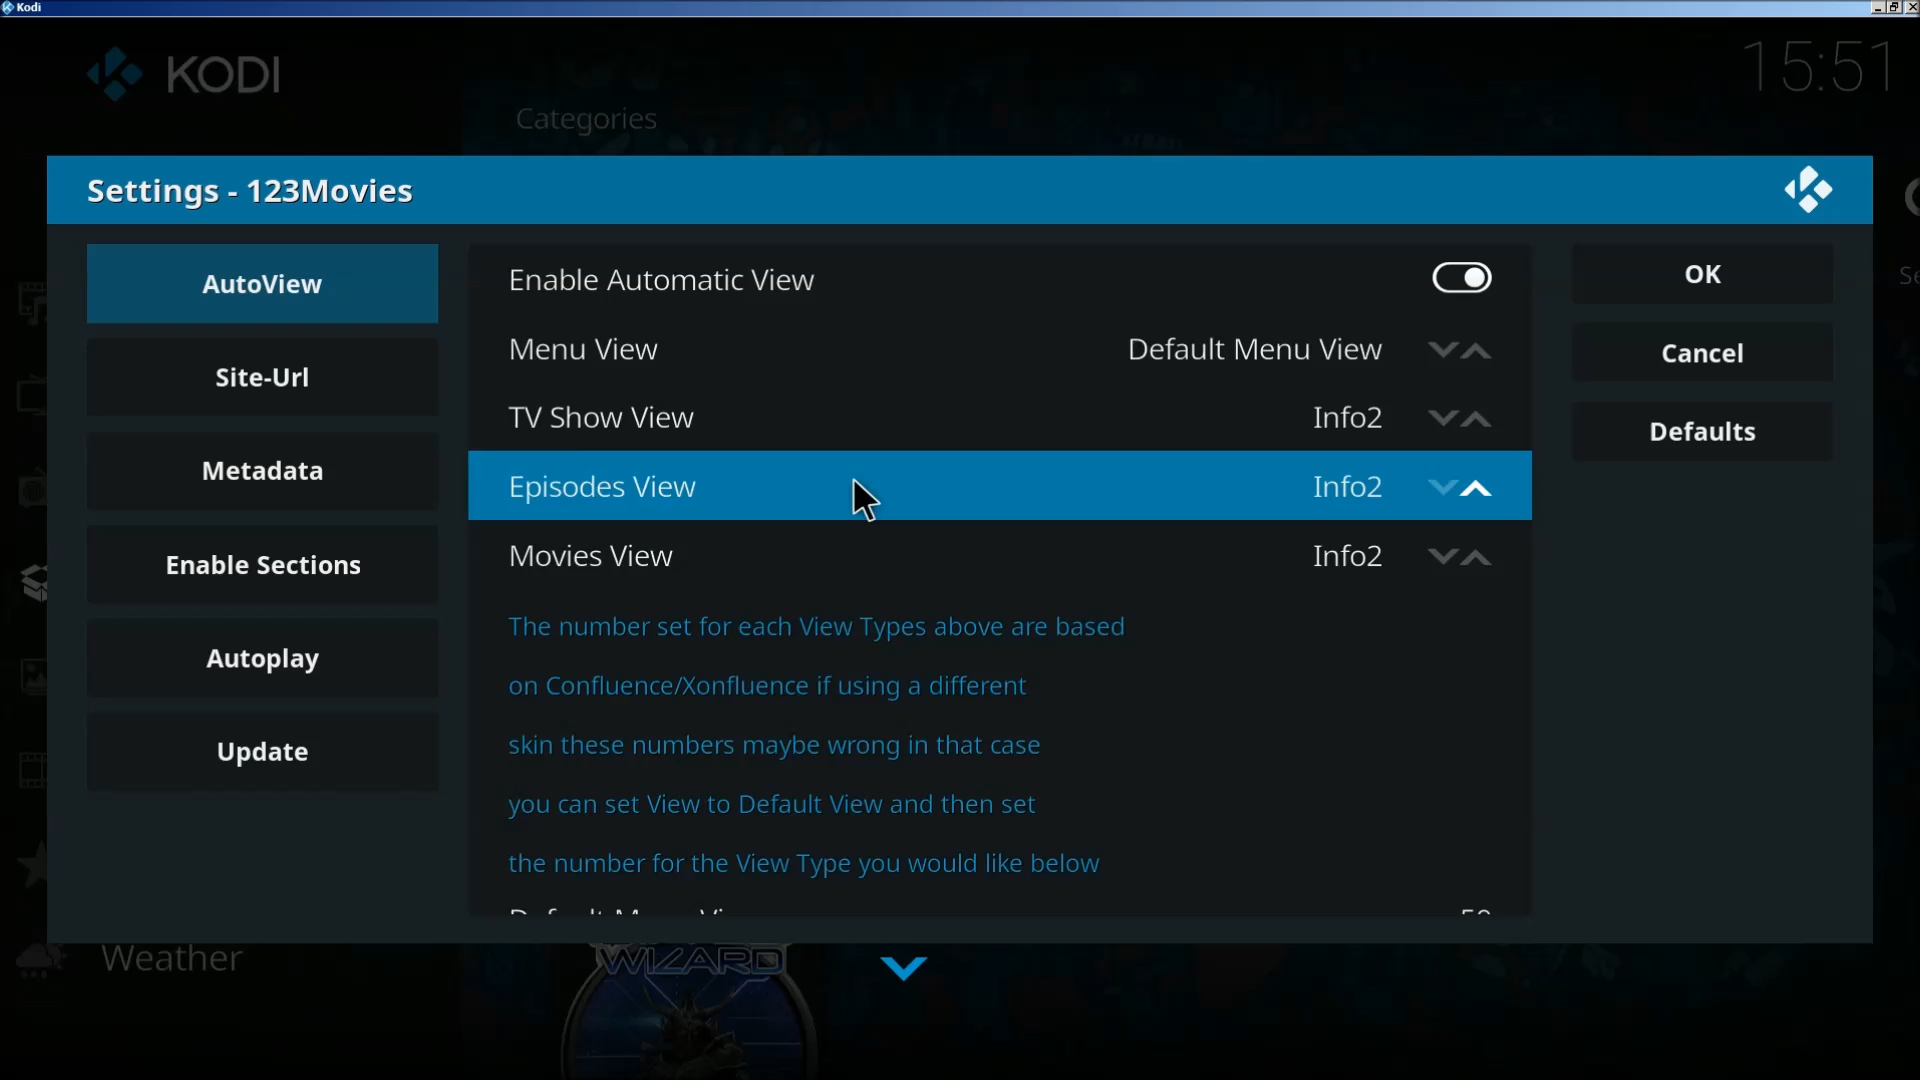 Kodi
KODI
15:51
Categories
Settings - 123Movies
AutoView
Site-Url
Metadata
Enable Sections
Autoplay
Update
Enable Automatic View
Menu View Default Menu View
TV Show View Info2
Episodes View Info2
Movies View Info2
The number set for each View Types above are based
on Confluence/Xonfluence if using a different
skin these numbers maybe wrong in that case
you can set View to Default View and then set
the number for the View Type you would like below
OK
Cancel
Defaults
Weather
WIZARD